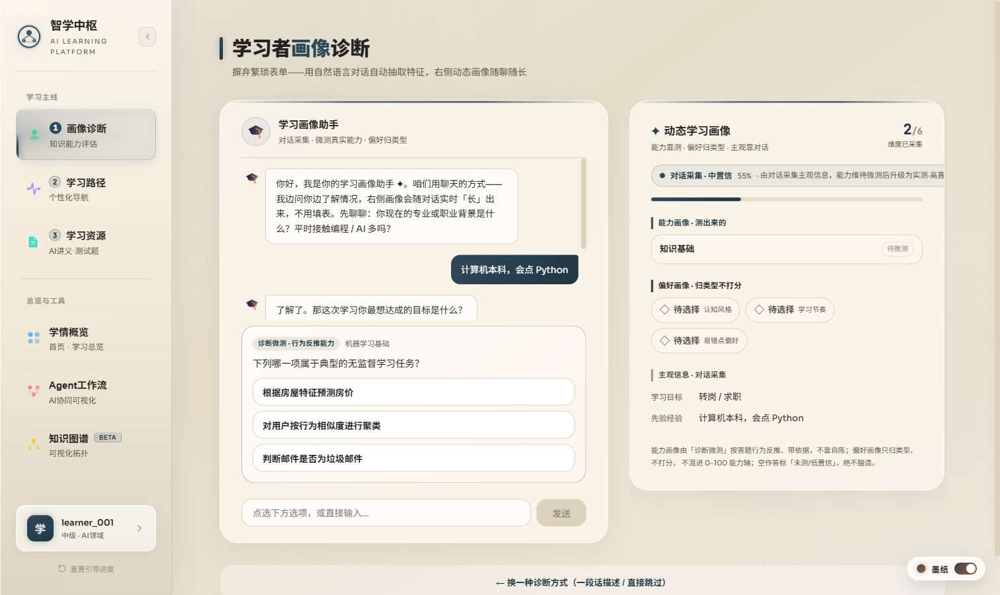 智学中枢
AI LEARNING
PLATFORM
学习主线
1 画像诊断
知识能力评估
2 学习路径
个性化导航
3 学习资源
AI讲义·测试题
总览与工具
学情概览
首页 · 学习总览
Agent工作流
AI协同可视化
知识图谱 BETA
可视化拓扑
学
learner_001
中级 · AI领域
重置引导进度
学习者画像诊断
摒弃繁琐表单——用自然语言对话自动抽取特征，右侧动态画像随聊随长
学习画像助手
对话采集 · 微测真实能力 · 偏好归类型
你好，我是你的学习画像助手 ✦。咱们用聊天的方式——
我边问你边了解情况，右侧画像会随对话实时「长」出
来，不用填表。先聊聊：你现在的专业或职业背景是什
么？平时接触编程 / AI 多吗？
计算机本科，会点 Python
了解了。那这次学习你最想达成的目标是什么？
诊断微测 · 行为反推能力 机器学习基础
下列哪一项属于典型的无监督学习任务？
根据房屋特征预测房价
对用户按行为相似度进行聚类
判断邮件是否为垃圾邮件
点选下方选项，或直接输入...
发送
✦ 动态学习画像
能力靠测 · 偏好归类型 · 主观靠对话
2/6
维度已采集
对话采集 · 中置信 55% · 由对话采集主观信息，能力维待微测后升级为实测·高置
能力画像 · 测出来的
知识基础
待微测
偏好画像 · 归类型不打分
◇ 待选择 认知风格
◇ 待选择 学习节奏
◇ 待选择 易错点偏好
主观信息 · 对话采集
学习目标 转岗 / 求职
先验经验 计算机本科，会点 Python
能力画像由「诊断微测」按答题行为反推、带依据，不靠自陈；偏好画像只归类型、
不打分， 不混进 0–100 能力轴；空作答标「未测/低置信」，绝不臆造。
← 换一种诊断方式（一段话描述 / 直接跳过）
墨纸